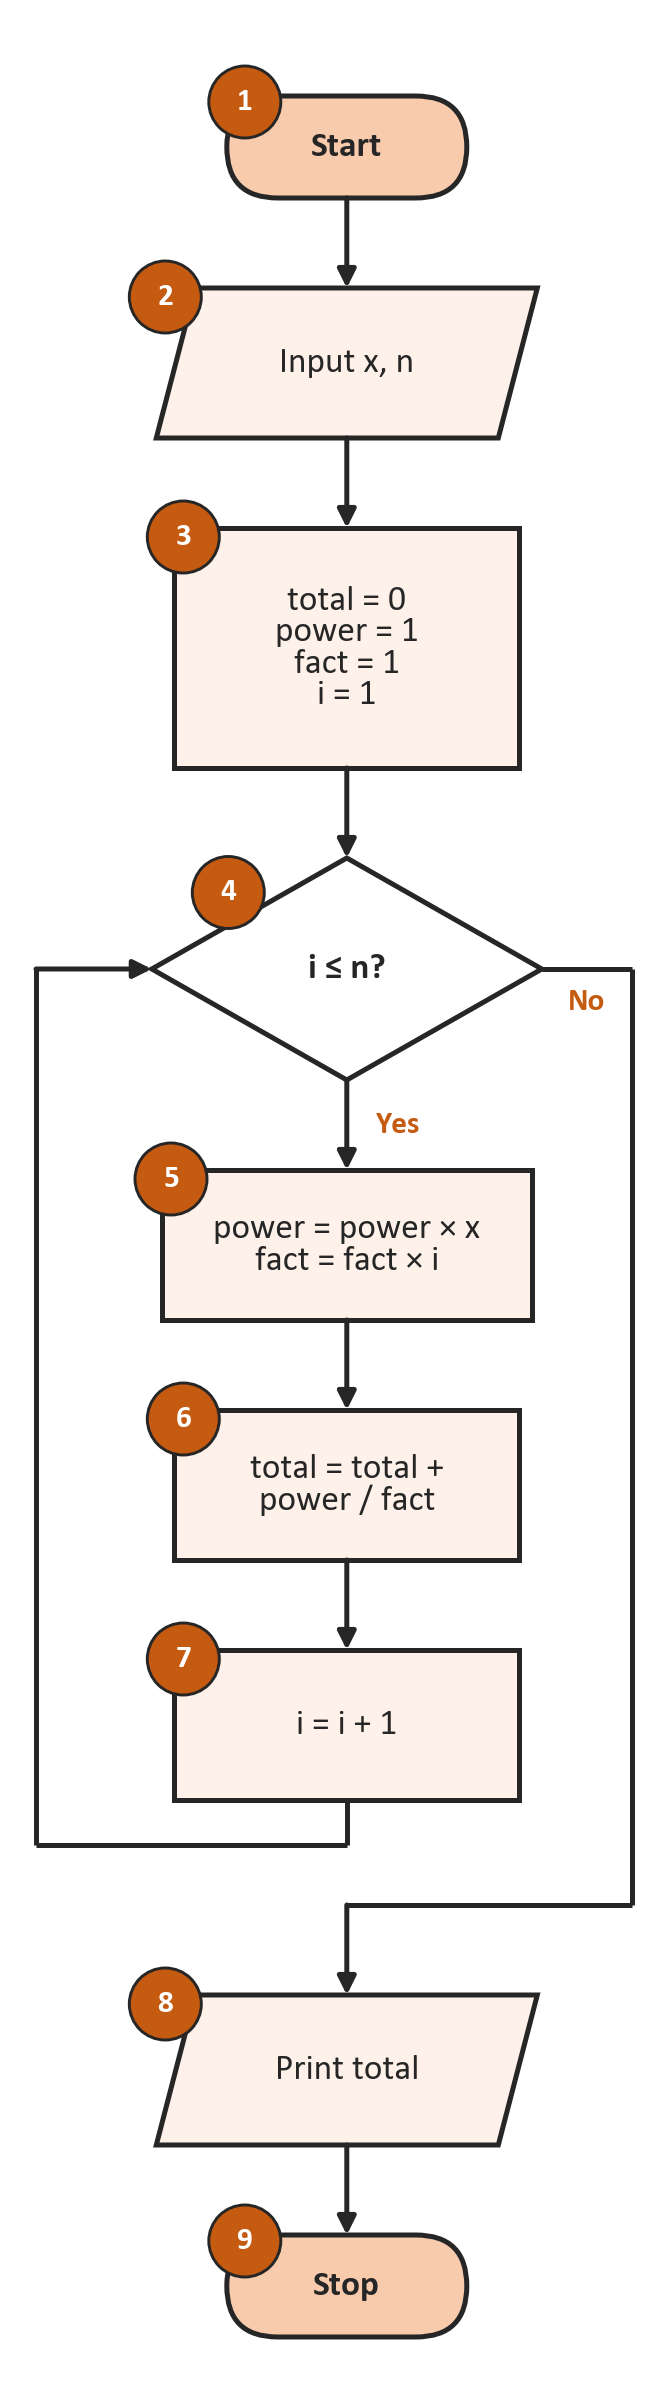 1
Start
2
Input x, n
3
total = 0
power = 1
fact = 1
i = 1
4
i ≤ n?
No
Yes
5
power = power × x
fact = fact × i
6
total = total +
power / fact
7
i = i + 1
8
Print total
9
Stop